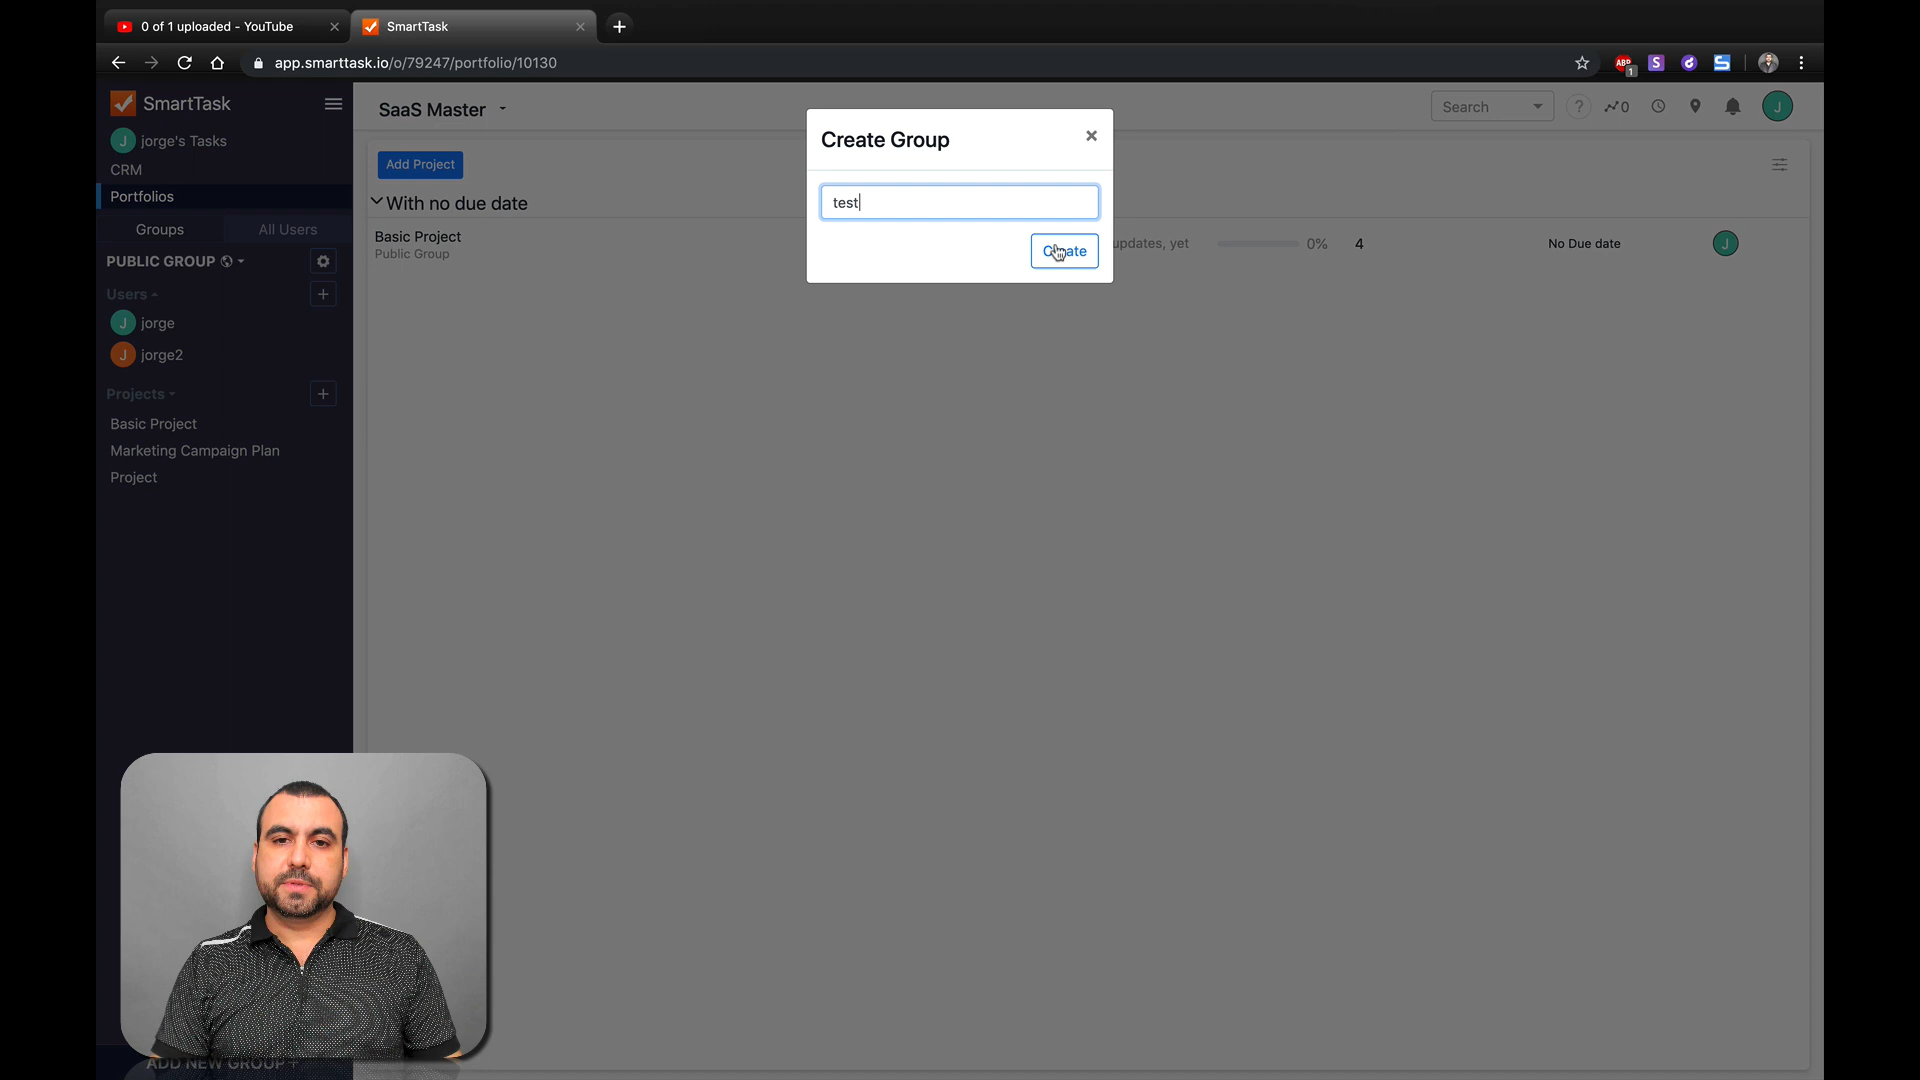 0 of 1 uploaded - YouTube
SmartTask
app.smarttask.io/o/79247/portfolio/10130
ABP
1
S
SmartTask
SaaS Master
Search
?
0
J
J jorge's Tasks
CRM
Portfolios
Groups
All Users
PUBLIC GROUP
Users
J jorge
J jorge2
Projects
Basic Project
Marketing Campaign Plan
Project
ADD NEW GROUP +
Add Project
With no due date
Basic Project
Public Group
updates, yet
0%
4
No Due date
J
Create Group
test
Create